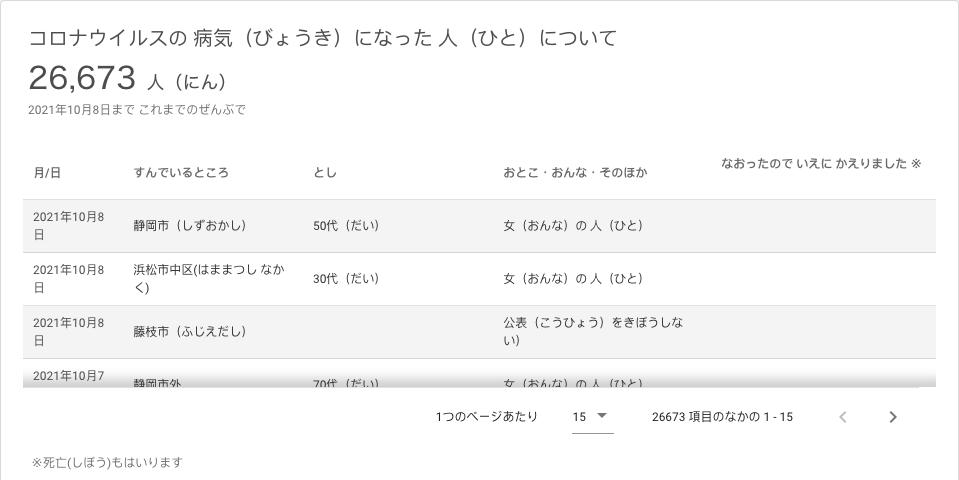 コロナウイルスの 病気（びょうき）になった 人（ひと）について
26,673 人（にん）
2021年10月8日まで これまでのぜんぶで
月/日 すんでいるところ とし おとこ・おんな・そのほか なおったので いえに かえりました ※
2021年10月8日 静岡市（しずおかし） 50代（だい） 女（おんな）の 人（ひと）
2021年10月8日 浜松市中区(はままつし なかく) 30代（だい） 女（おんな）の 人（ひと）
2021年10月8日 藤枝市（ふじえだし） 公表（こうひょう）をきぼうしない）
2021年10月7 静岡市外 70代（だい） 女（おんな）の 人（ひと）
1つのページあたり 15 26673 項目のなかの 1 - 15
※死亡(しぼう)もはいります